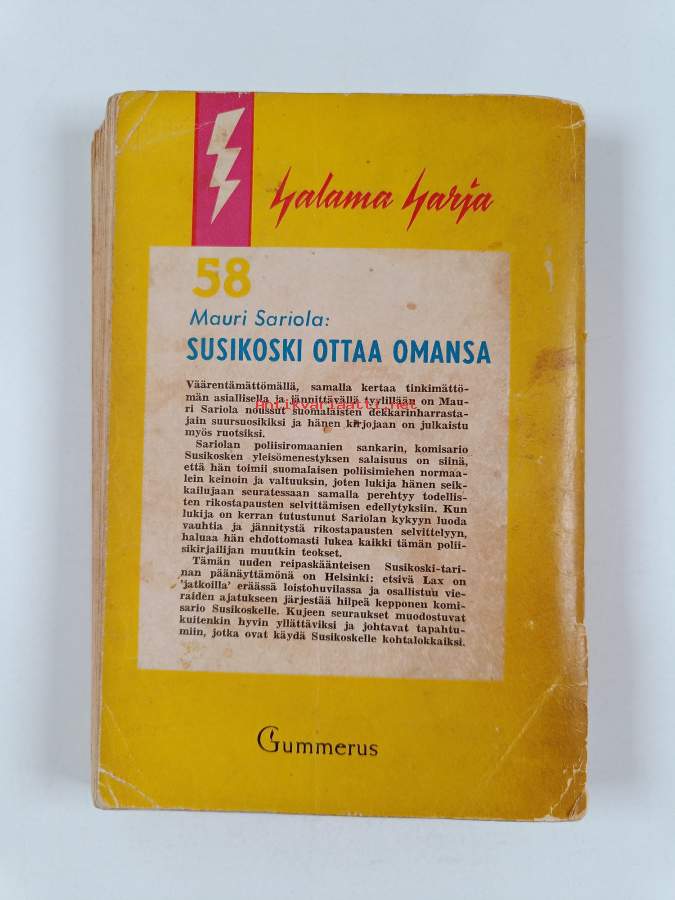 Salama Sarja
58
Mauri Sariola:
SUSIKOSKI OTTAA OMANSA
Väärentämättömällä, samalla kertaa tinkimättö-
män asiallisella ja jännittävällä tyylillään on Mau-
Antikvariaatti.net
ri Sariola noussut suomalaisten dekkarinharrasta-
jain suursuosikiksi ja hänen kirjojaan on julkaistu
myös ruotsiksi.
Sariolan poliisiromaanien sankarin, komisario
Susikosken yleisömenestyksen salaisuus on siinä,
että hän toimii suomalaisen poliisimiehen normaa-
lein keinoin ja valtuuksin, joten lukija hänen seik-
kailujaan seuratessaan samalla perehtyy todellis-
ten rikostapausten selvittämisen edellytyksiin. Kun
lukija on kerran tutustunut Sariolan kykyyn luoda
vauhtia ja jännitystä rikostapausten selvittelyyn,
haluaa hän ehdottomasti lukea kaikki tämän polii-
sikirjailijan muutkin teokset.
Tämän uuden reipaskäänteisen Susikoski-tari-
nan päänäyttämönä on Helsinki: etsivä Lax on
'jatkoilla' eräässä loistohuvilassa ja osallistuu vie-
raiden ajatukseen järjestää hilpeä kepponen komi-
sario Susikoskelle. Kujeen seuraukset muodostuvat
kuitenkin hyvin yllättäviksi ja johtavat tapahtu-
miin, jotka ovat käydä Susikoskelle kohtalokkaiksi.
Gummerus